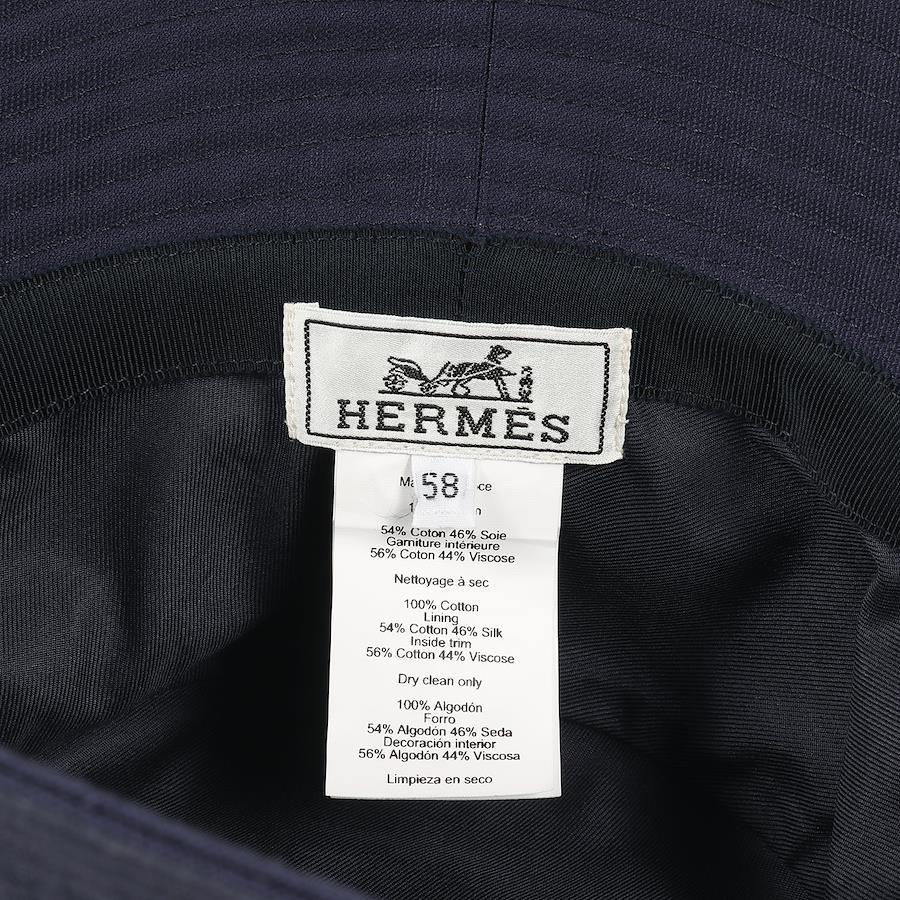 HERMÈS
58
54% Coton 46% Soie
Garniture intérieure
56% Coton 44% Viscose
Nettoyage à sec
100% Cotton
Lining
54% Cotton 46% Silk
Inside trim
56% Cotton 44% Viscose
Dry clean only
100% Algodón
Forro
54% Algodón 46% Seda
Decoración interior
56% Algodón 44% Viscosa
Limpieza en seco